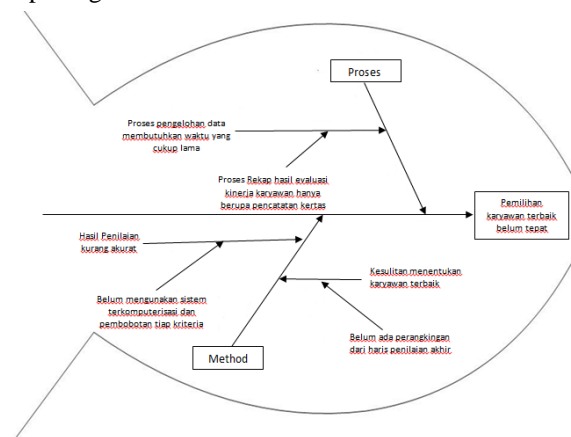 Proses
Proses pengelohan data
membutuhkan waktu yang
cukup lama
Proses Rekap hasil evaluasi
kinerja karyawan hanya
berupa pencatatan kertas
Pemilihan
karyawan terbaik
belum tepat
Hasil Penilaian
kurang akurat
Kesulitan menentukan
karyawan terbaik
Belum mengunakan sistem
terkomputerisasi dan
pembobotan tiap kriteria
Belum ada perangkingan
dari haris penilaian akhir
Method